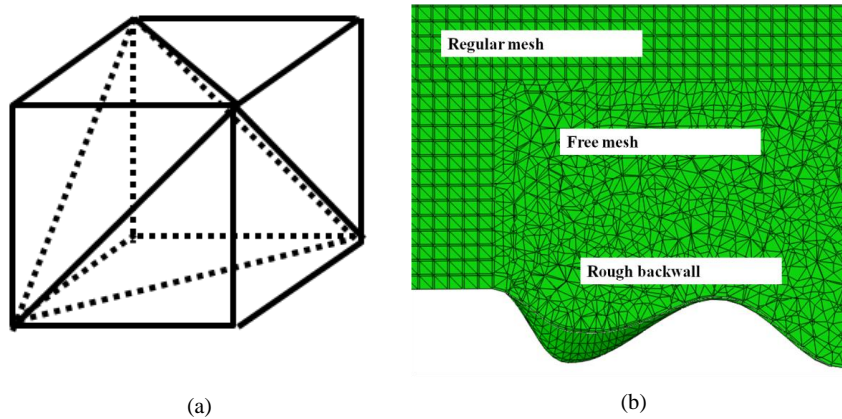 Regular mesh
Free mesh
Rough backwall
(a)
(b)